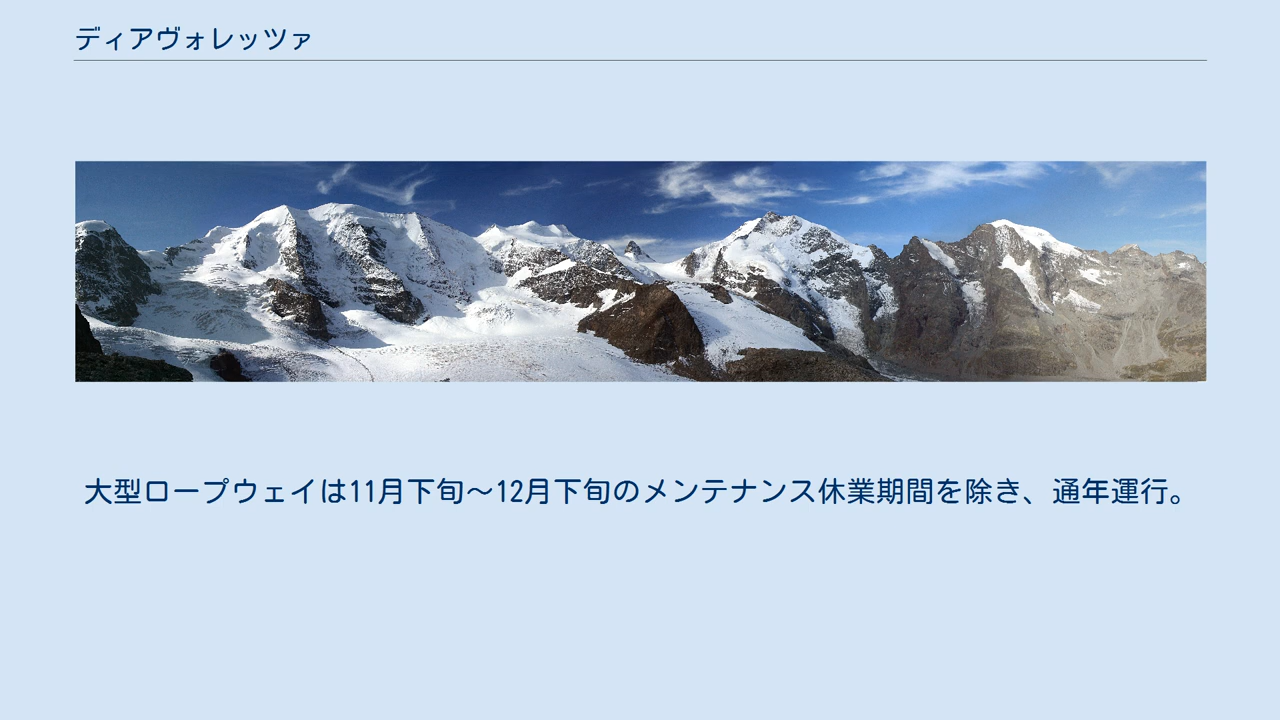 ディアヴォレッツァ
大型ロープウェイは11月下旬～12月下旬のメンテナンス休業期間を除き、通年運行。